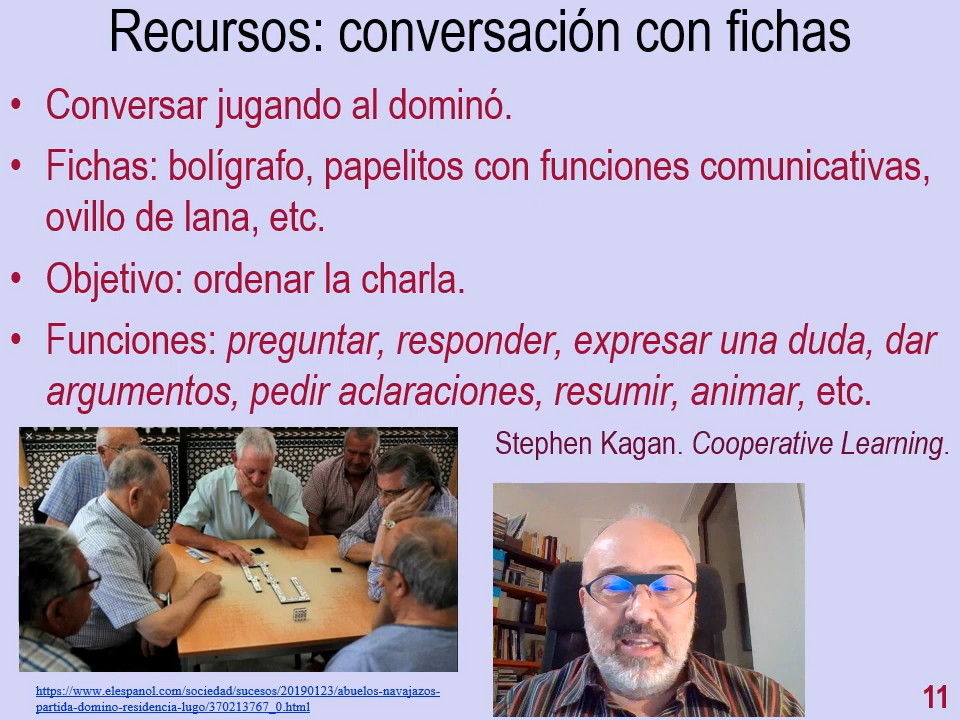 Recursos: conversación con fichas
• Conversar jugando al dominó.
• Fichas: bolígrafo, papelitos con funciones comunicativas,
ovillo de lana, etc.
• Objetivo: ordenar la charla.
• Funciones: preguntar, responder, expresar una duda, dar
argumentos, pedir aclaraciones, resumir, animar, etc.
Stephen Kagan. Cooperative Learning.
https://www.elespanol.com/sociedad/sucesos/20190123/abuelos-navajazos-
partida-domino-residencia-lugo/370213767_0.html
11